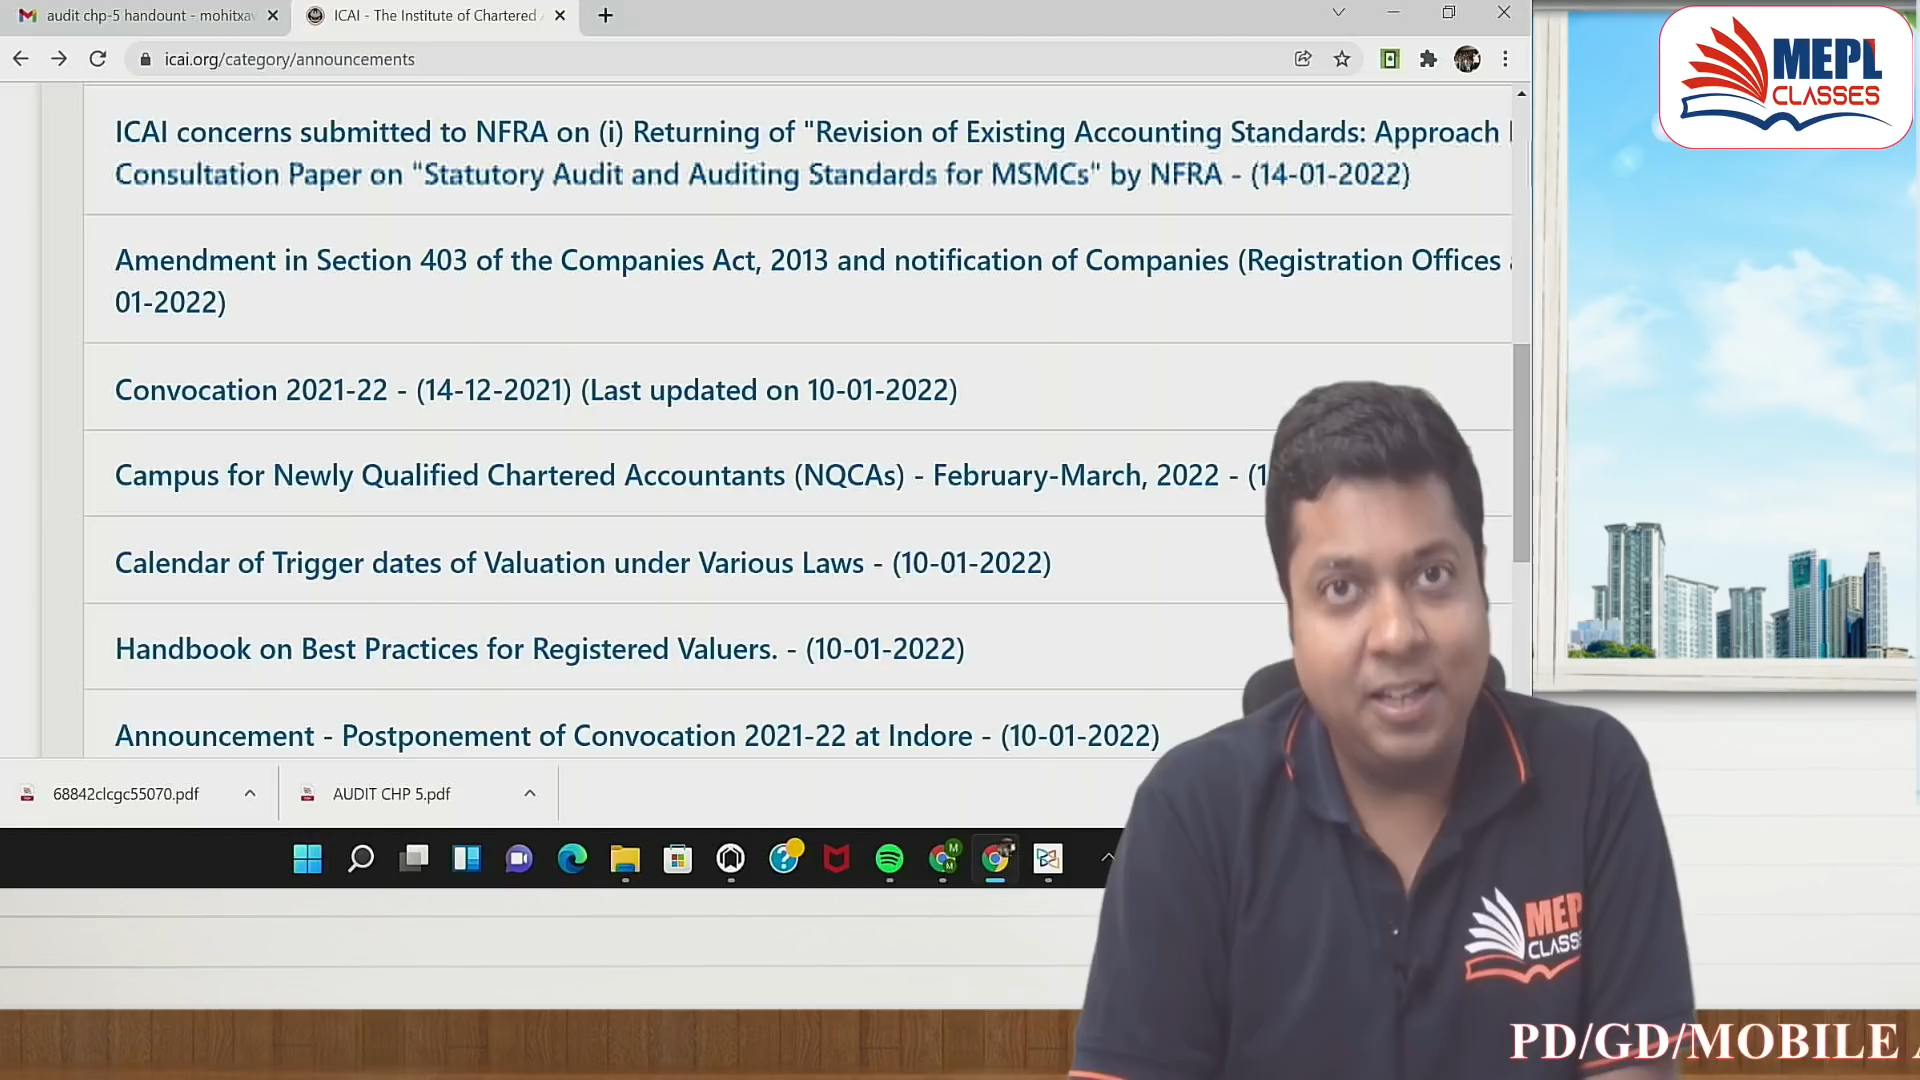 audit chp-5 handount - mohitxav
ICAI - The Institute of Chartered
icai.org/category/announcements
MEPL
CLASSES
ICAI concerns submitted to NFRA on (i) Returning of "Revision of Existing Accounting Standards: Approach
Consultation Paper on "Statutory Audit and Auditing Standards for MSMCs" by NFRA - (14-01-2022)
Amendment in Section 403 of the Companies Act, 2013 and notification of Companies (Registration Offices
01-2022)
Convocation 2021-22 - (14-12-2021) (Last updated on 10-01-2022)
Campus for Newly Qualified Chartered Accountants (NQCAs) - February-March, 2022 - (1
Calendar of Trigger dates of Valuation under Various Laws - (10-01-2022)
Handbook on Best Practices for Registered Valuers. - (10-01-2022)
Announcement - Postponement of Convocation 2021-22 at Indore - (10-01-2022)
68842clcgc55070.pdf
AUDIT CHP 5.pdf
M
M
MEP
CLASS
PD/GD/MOBILE